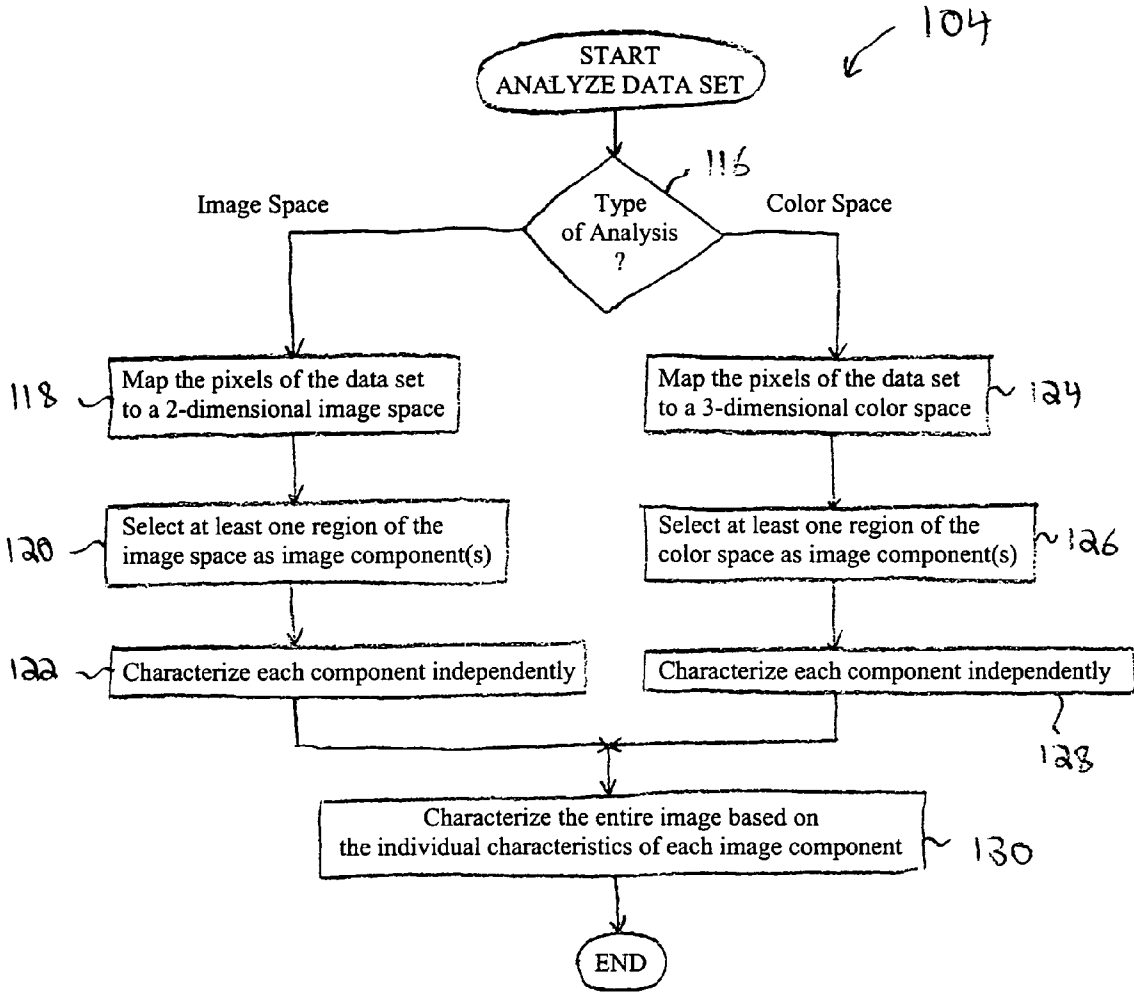 104
START
ANALYZE DATA SET
116
Image Space
Type
of Analysis
?
Color Space
118
Map the pixels of the data set
to a 2-dimensional image space
Map the pixels of the data set
to a 3-dimensional color space
124
120
Select at least one region of the
image space as image component(s)
Select at least one region of the
color space as image component(s)
126
122
Characterize each component independently
Characterize each component independently
128
Characterize the entire image based on
the individual characteristics of each image component
130
END